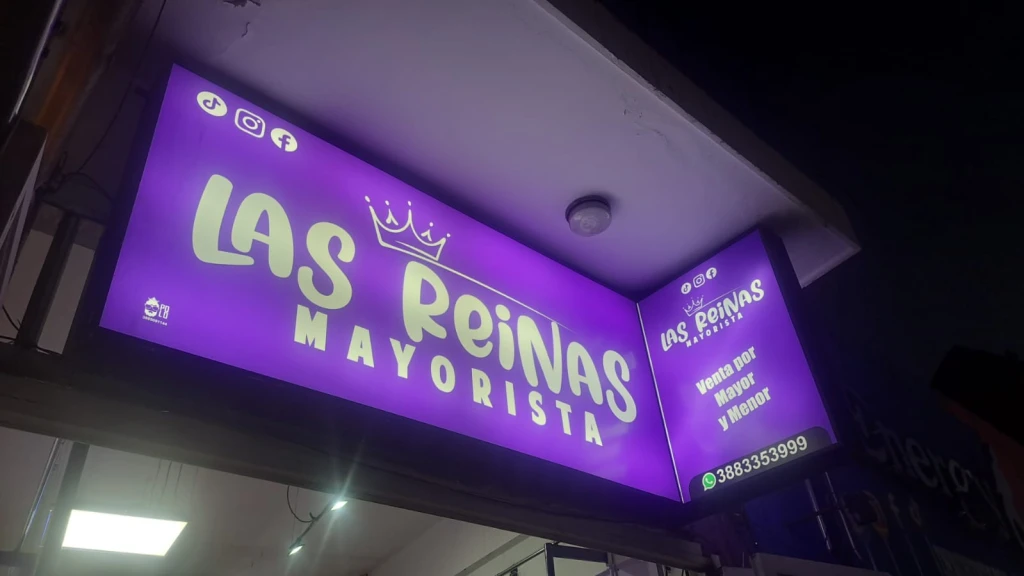 LAS REINAS
MAYORISTA
LAS REINAS
MAYORISTA
Venta por
Mayor
y Menor
3883353999